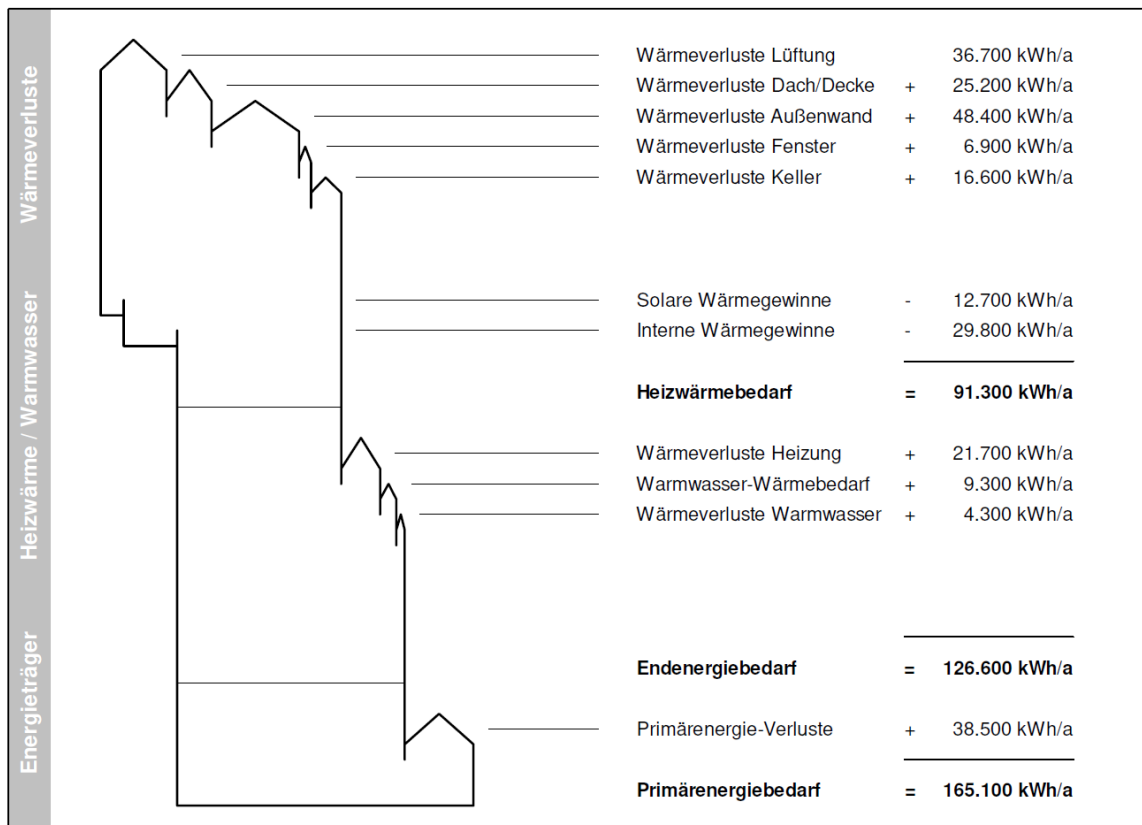 Wärmeverluste
Wärmeverluste Lüftung 36.700 kWh/a
Wärmeverluste Dach/Decke + 25.200 kWh/a
Wärmeverluste Außenwand + 48.400 kWh/a
Wärmeverluste Fenster + 6.900 kWh/a
Wärmeverluste Keller + 16.600 kWh/a
Heizwärme / Warmwasser
Solare Wärmegewinne - 12.700 kWh/a
Interne Wärmegewinne - 29.800 kWh/a
Heizwärmebedarf = 91.300 kWh/a
Wärmeverluste Heizung + 21.700 kWh/a
Warmwasser-Wärmebedarf + 9.300 kWh/a
Wärmeverluste Warmwasser + 4.300 kWh/a
Energieträger
Endenergiebedarf = 126.600 kWh/a
Primärenergie-Verluste + 38.500 kWh/a
Primärenergiebedarf = 165.100 kWh/a